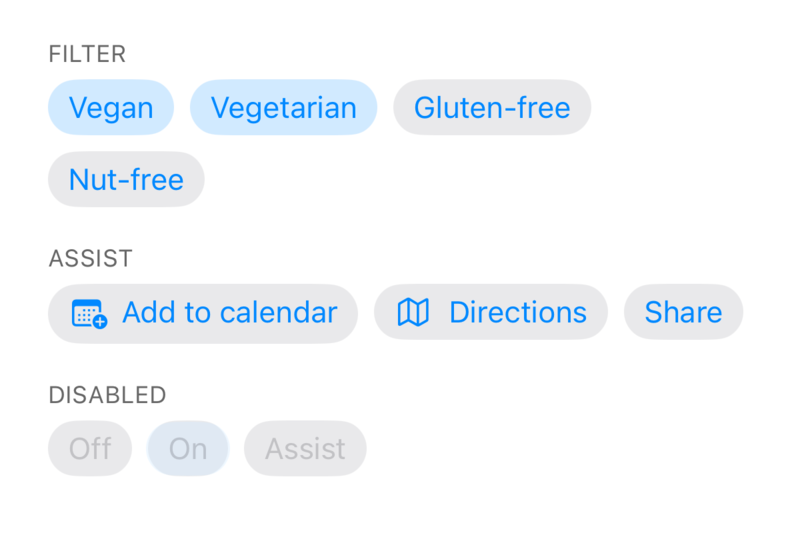 FILTER
Vegan Vegetarian Gluten-free
Nut-free
ASSIST
Add to calendar Directions Share
DISABLED
Off On Assist